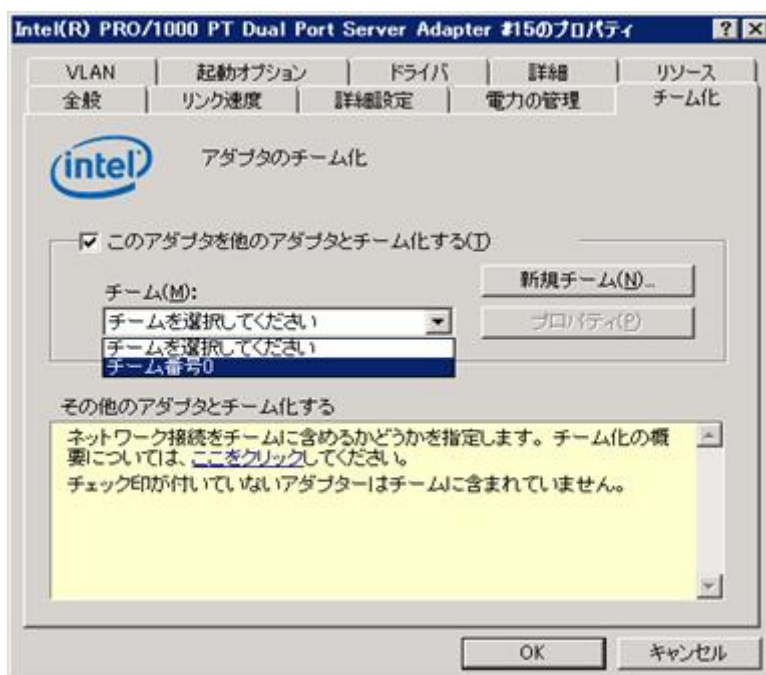 Intel(R) PRO/1000 PT Dual Port Server Adapter #15のプロパティ
VLAN 起動オプション ドライバ 詳細 リソース
全般 リンク速度 詳細設定 電力の管理 チーム化
intel アダプタのチーム化
このアダプタを他のアダプタとチーム化する(T)
チーム(M):
新規チーム(N)...
チームを選択してください
プロパティ(P)
チームを選択してください
チーム番号0
その他のアダプタとチーム化する
ネットワーク接続をチームに含めるかどうかを指定します。チーム化の概
要については、ここをクリックしてください。
チェック印が付いていないアダプターはチームに含まれていません。
OK キャンセル